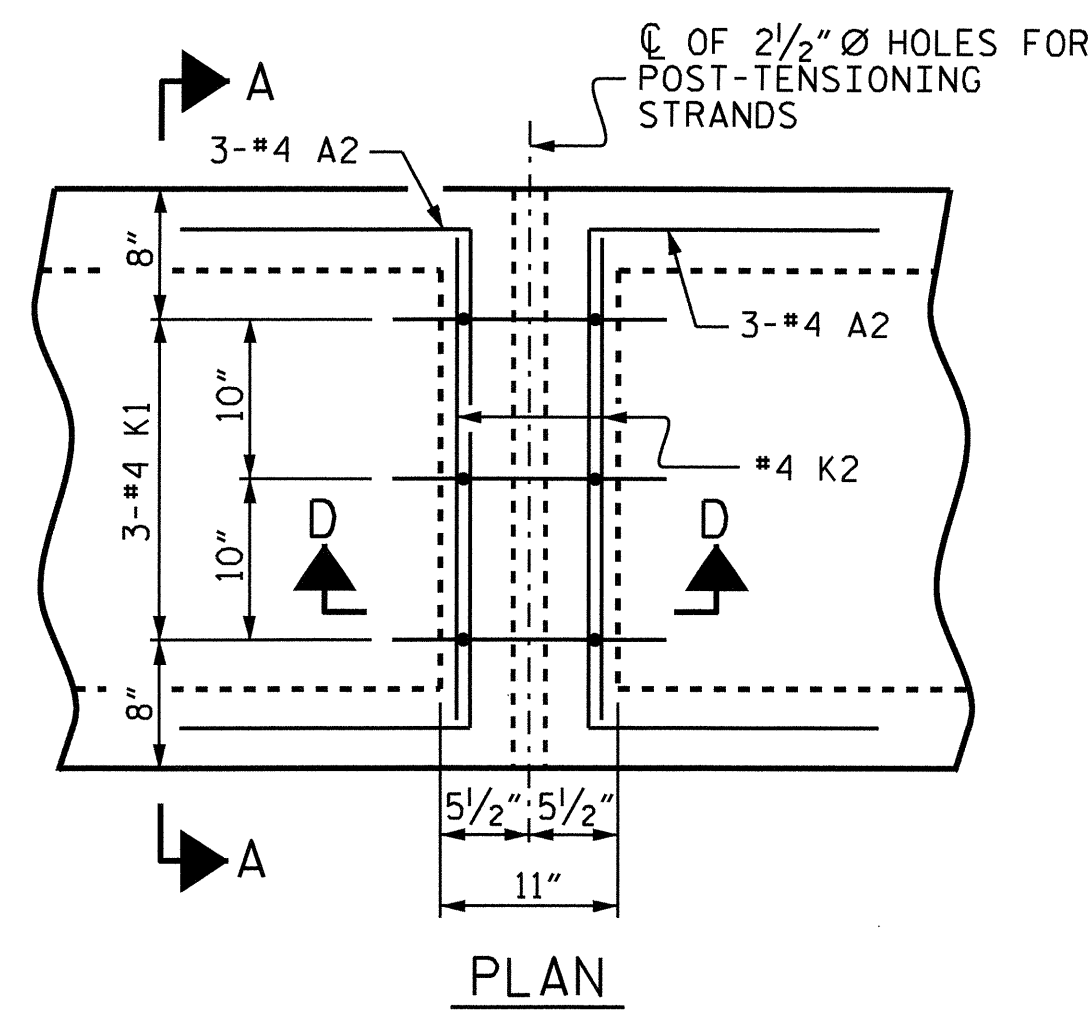 ℄ OF 2½"Ø HOLES FOR
POST-TENSIONING
STRANDS
A
3-#4 A2
8"
3-#4 A2
10"
3-#4 K1
#4 K2
D
D
10"
8"
5½"
5½"
A
11"
PLAN